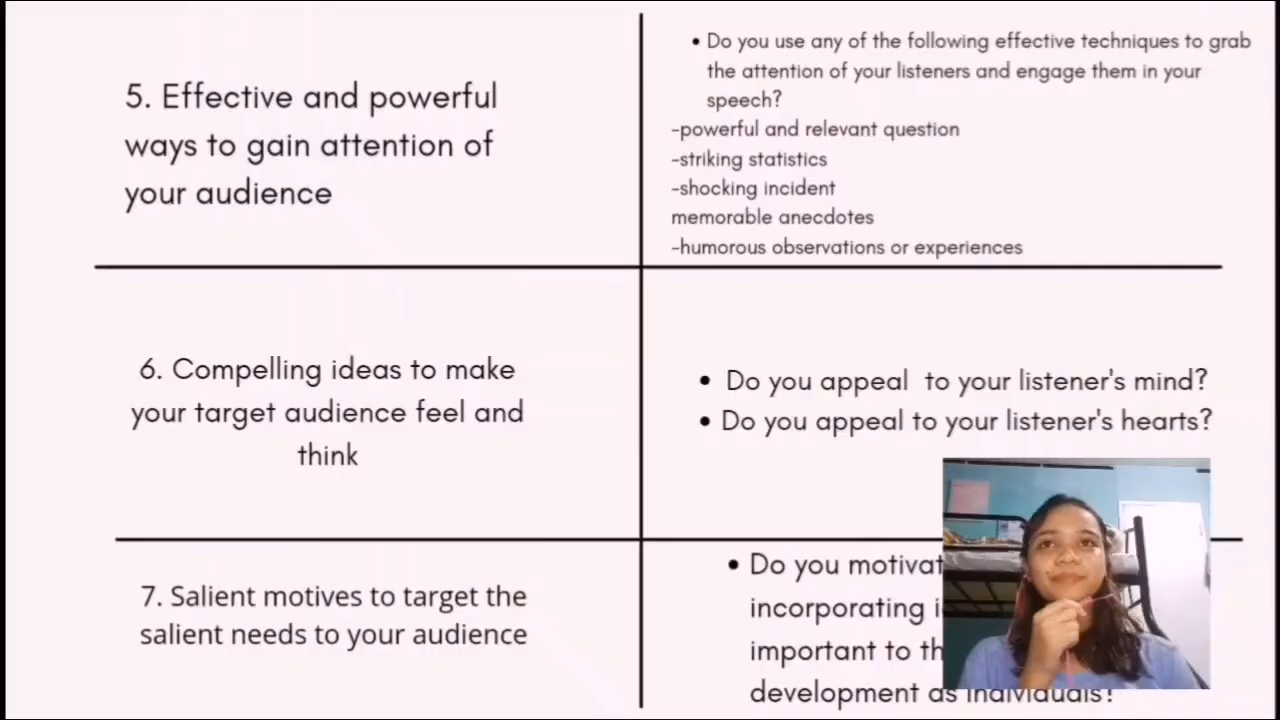 5. Effective and powerful
ways to gain attention of
your audience
• Do you use any of the following effective techniques to grab
the attention of your listeners and engage them in your
speech?
-powerful and relevant question
-striking statistics
-shocking incident
memorable anecdotes
-humorous observations or experiences
6. Compelling ideas to make
your target audience feel and
think
• Do you appeal to your listener's mind?
• Do you appeal to your listener's hearts?
7. Salient motives to target the
salient needs to your audience
• Do you
incorporating
important to
development as individuals?